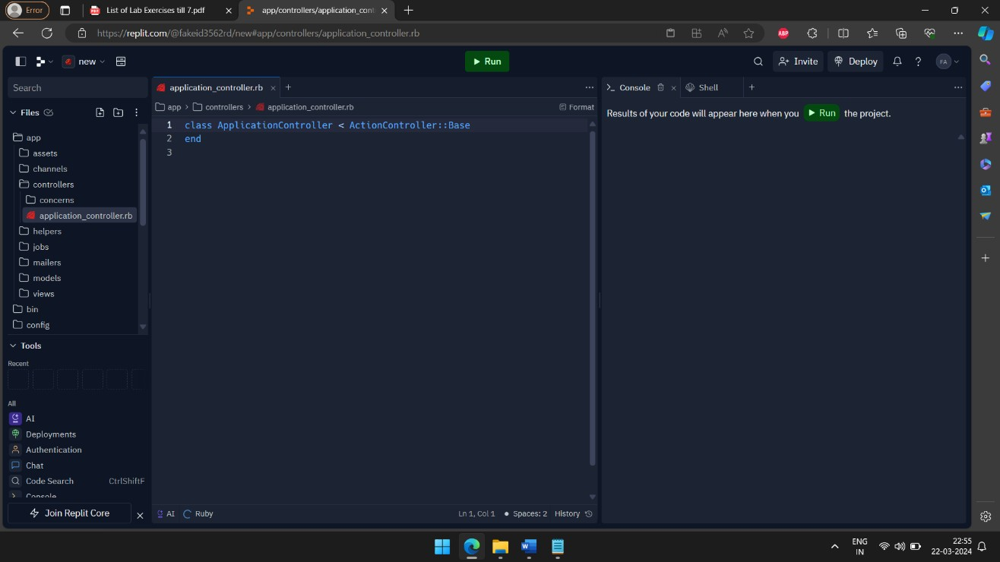 Error
List of Lab Exercises till 7.pdf
app/controllers/application_cont
https://replit.com/@fakeid3562rd/new#app/controllers/application_controller.rb
ABP
new
Run
Invite
Deploy
FA
Search
application_controller.rb
Console
Shell
Files
app
controllers
application_controller.rb
Format
Results of your code will appear here when you Run the project.
1 class ApplicationController < ActionController::Base
2 end
3
app
assets
channels
controllers
concerns
application_controller.rb
helpers
jobs
mailers
models
views
bin
config
Tools
Recent
All
AI
Deployments
Authentication
Chat
Code Search CtrlShiftF
Console
Join Replit Core
AI
Ruby
Ln 1, Col 1
Spaces: 2
History
ENG
IN
22:55
22-03-2024